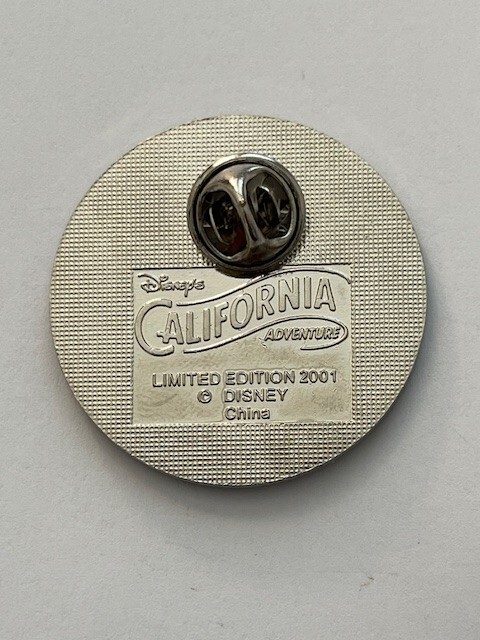 Disney's
CALIFORNIA
ADVENTURE
LIMITED EDITION 2001
© DISNEY
China